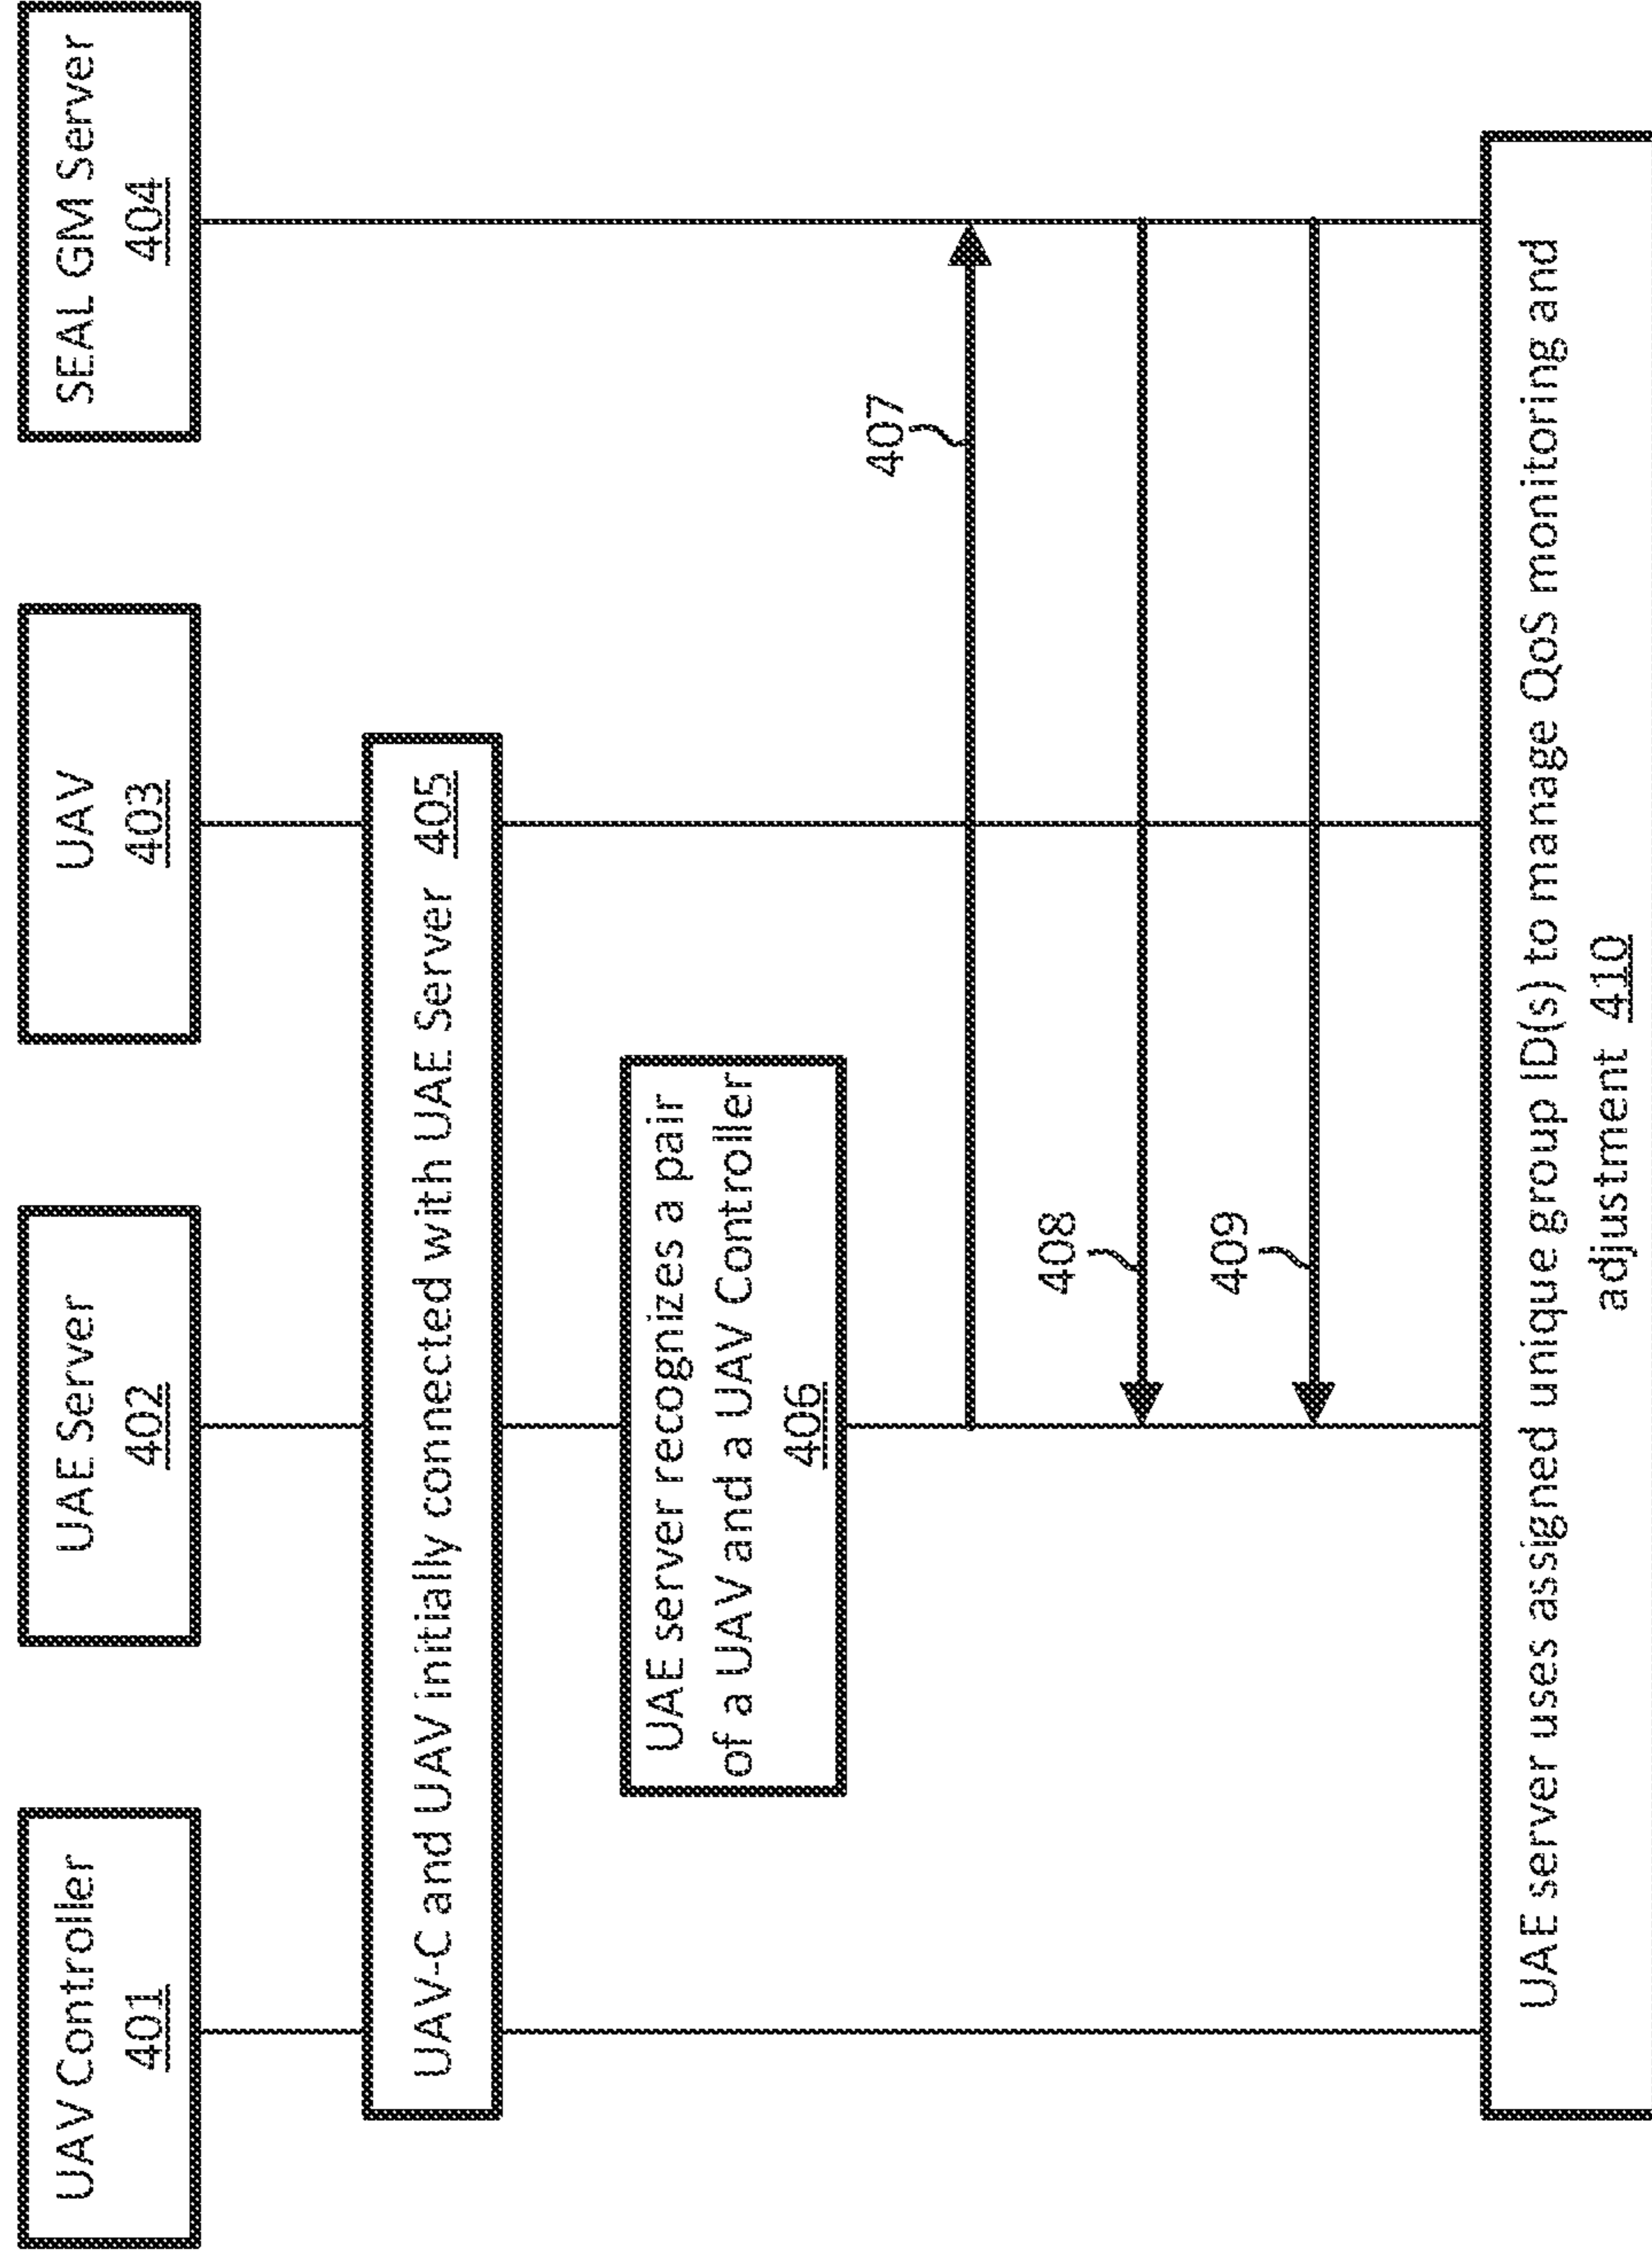 UAV Controller
401
UAE Server
402
UAV
403
SEAL GM Server
404
UAV-C and UAV initially connected with UAE Server 405
UAE server recognizes a pair
of a UAV and a UAV Controller
406
407
408
409
UAE server uses assigned unique group ID(s) to manage QoS monitoring and
adjustment 410